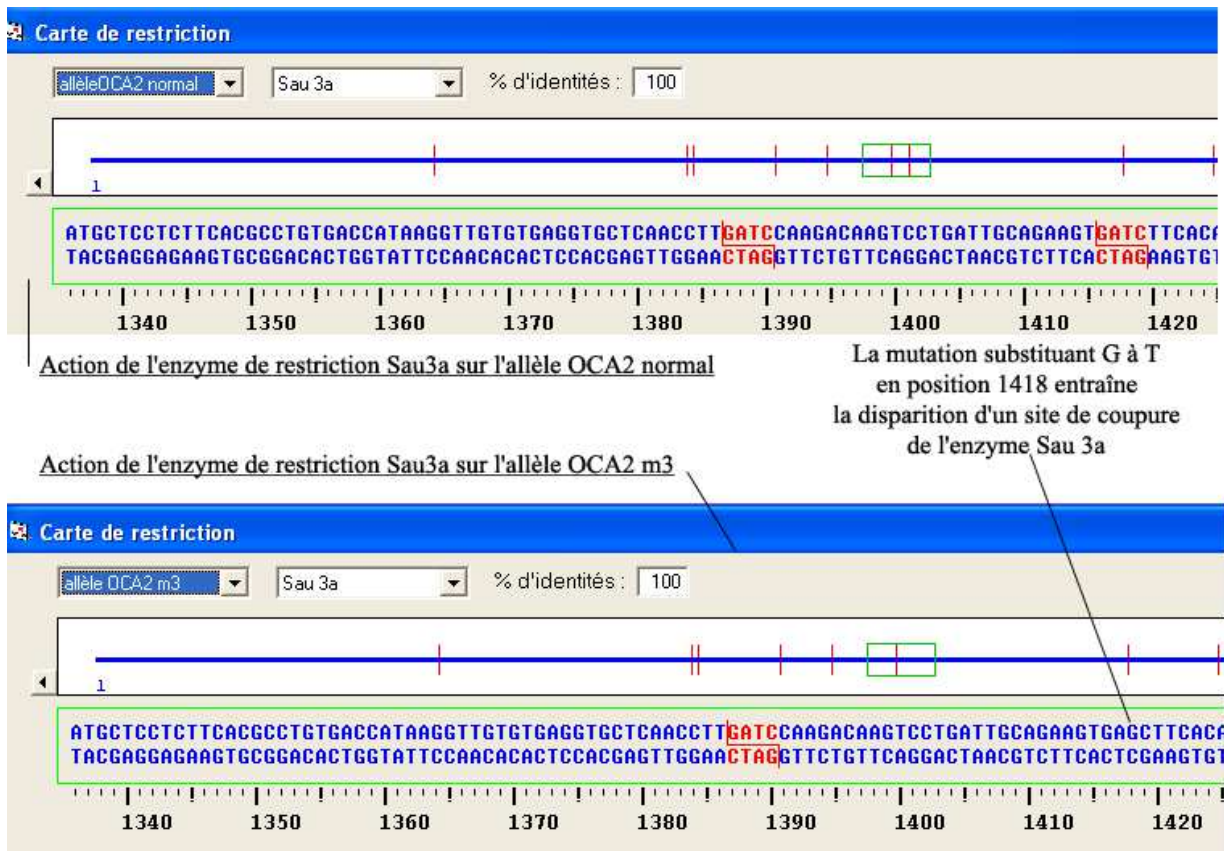 Carte de restriction
allèleOCA2 normal Sau 3a % d'identités : 100
1
ATGCTCCTCTTCACGCCTGTGACCATAAGGTTGTGTGAGGTGCTCAACCTTGATCCAAGACAAGTCCTGATTGCAGAAGTGATCTTCACA
TACGAGGAGAAGTGCGGACACTGGTATTCCAACACACTCCACGAGTTGGAACTAGGTTCTGTTCAGGACTAACGTCTTCACTAGAAGTGT
1340 1350 1360 1370 1380 1390 1400 1410 1420
Action de l'enzyme de restriction Sau3a sur l'allèle OCA2 normal
La mutation substituant G à T
en position 1418 entraîne
la disparition d'un site de coupure
de l'enzyme Sau 3a
Action de l'enzyme de restriction Sau3a sur l'allèle OCA2 m3
Carte de restriction
allèle OCA2 m3 Sau 3a % d'identités : 100
1
ATGCTCCTCTTCACGCCTGTGACCATAAGGTTGTGTGAGGTGCTCAACCTTGATCCAAGACAAGTCCTGATTGCAGAAGTGAGCTTCACA
TACGAGGAGAAGTGCGGACACTGGTATTCCAACACACTCCACGAGTTGGAACTAGGTTCTGTTCAGGACTAACGTCTTCACTCGAAGTGT
1340 1350 1360 1370 1380 1390 1400 1410 1420